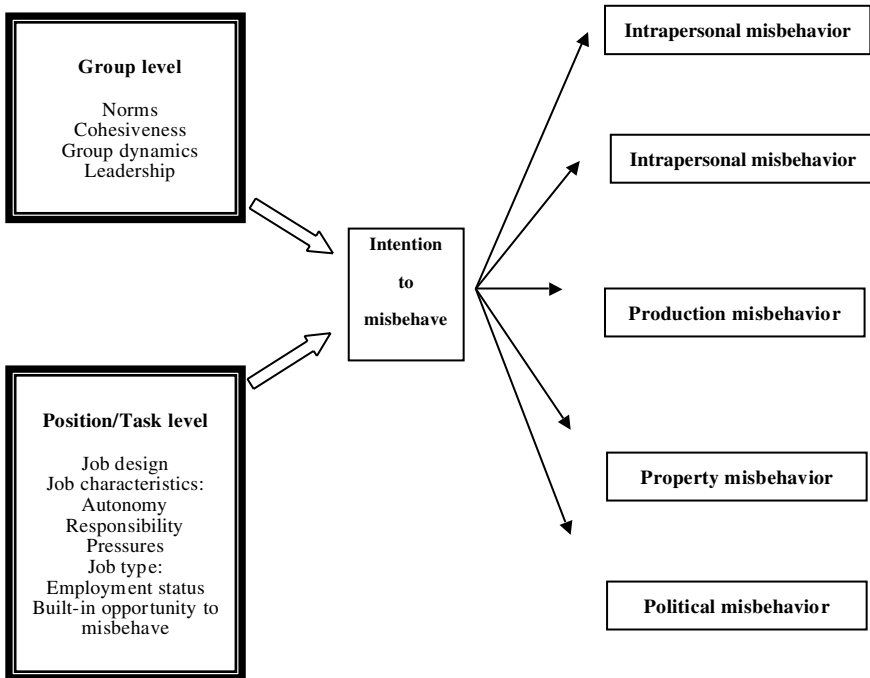 Group level
Norms
Cohesiveness
Group dynamics
Leadership
Position/Task level
Job design
Job characteristics:
Autonomy
Responsibility
Pressures
Job type:
Employment status
Built-in opportunity to
misbehave
Intention
to
misbehave
Intrapersonal misbehavior
Intrapersonal misbehavior
Production misbehavior
Property misbehavior
Political misbehavior